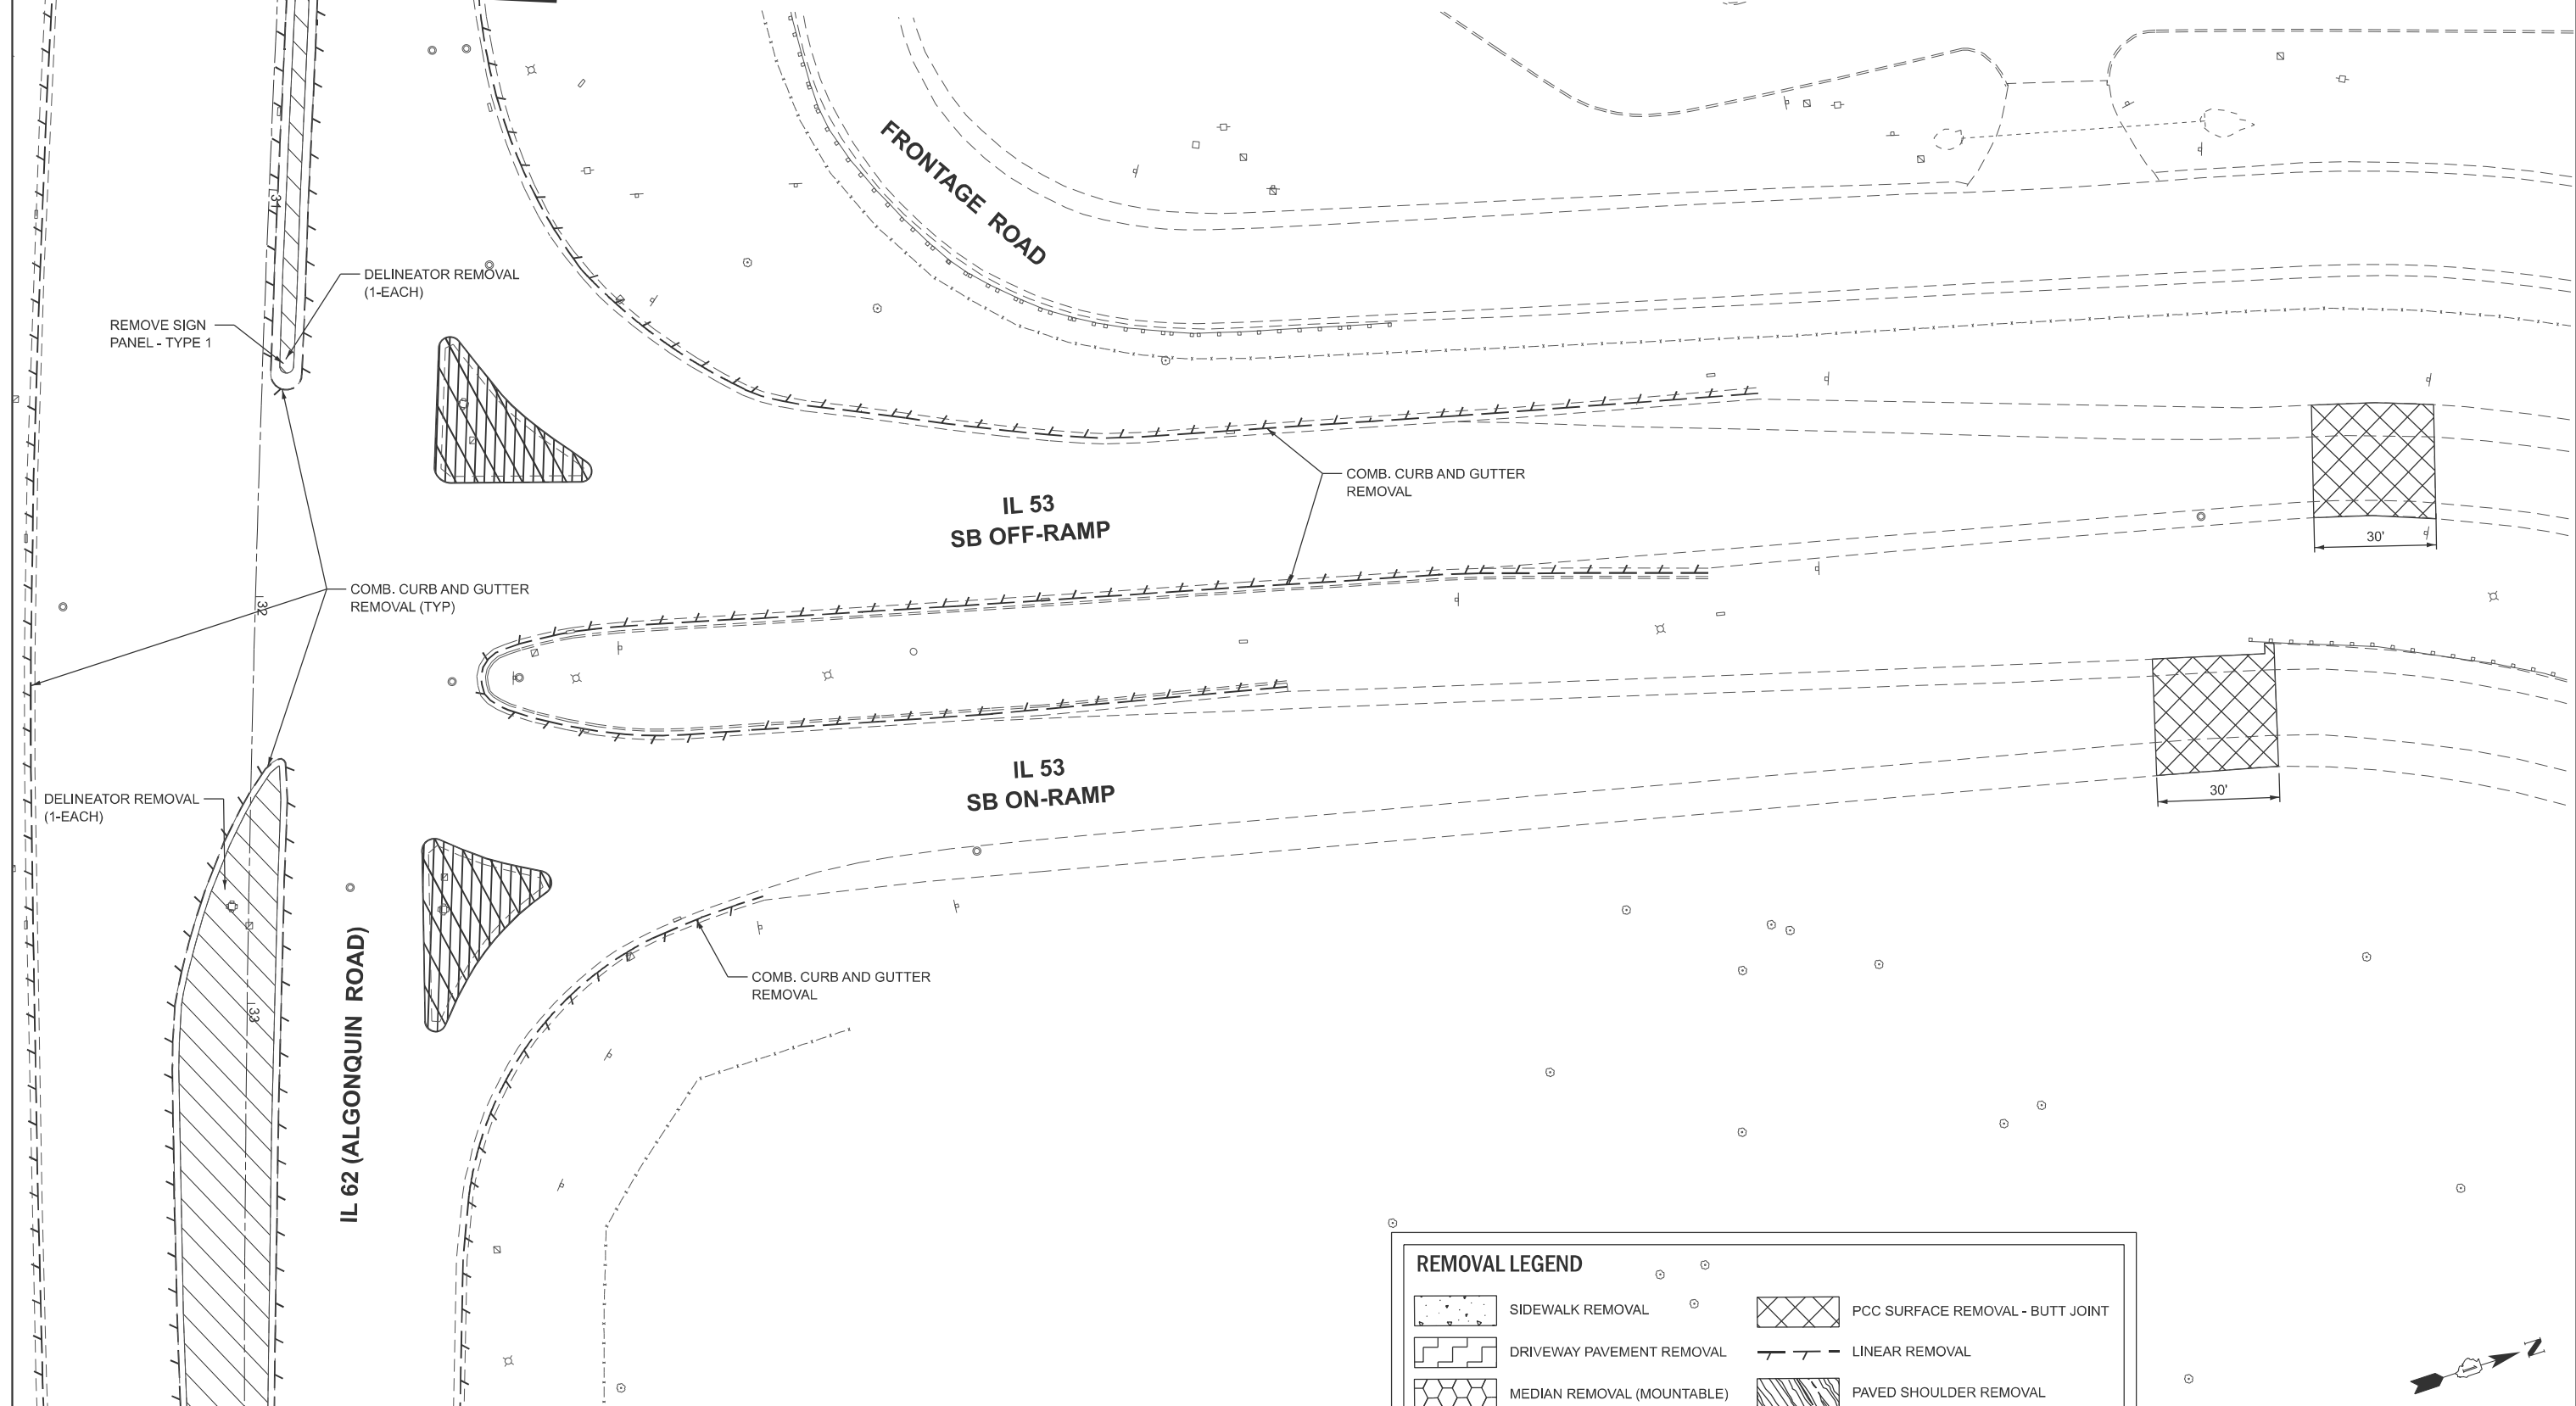 FRONTAGE ROAD
31
DELINEATOR REMOVAL
(1-EACH)
REMOVE SIGN
PANEL - TYPE 1
COMB. CURB AND GUTTER
REMOVAL
IL 53
SB OFF-RAMP
30'
COMB. CURB AND GUTTER
REMOVAL (TYP)
32
IL 53
SB ON-RAMP
30'
DELINEATOR REMOVAL
(1-EACH)
COMB. CURB AND GUTTER
REMOVAL
33
IL 62 (ALGONQUIN ROAD)
REMOVAL LEGEND
SIDEWALK REMOVAL
PCC SURFACE REMOVAL - BUTT JOINT
DRIVEWAY PAVEMENT REMOVAL
LINEAR REMOVAL
MEDIAN REMOVAL (MOUNTABLE)
PAVED SHOULDER REMOVAL
N